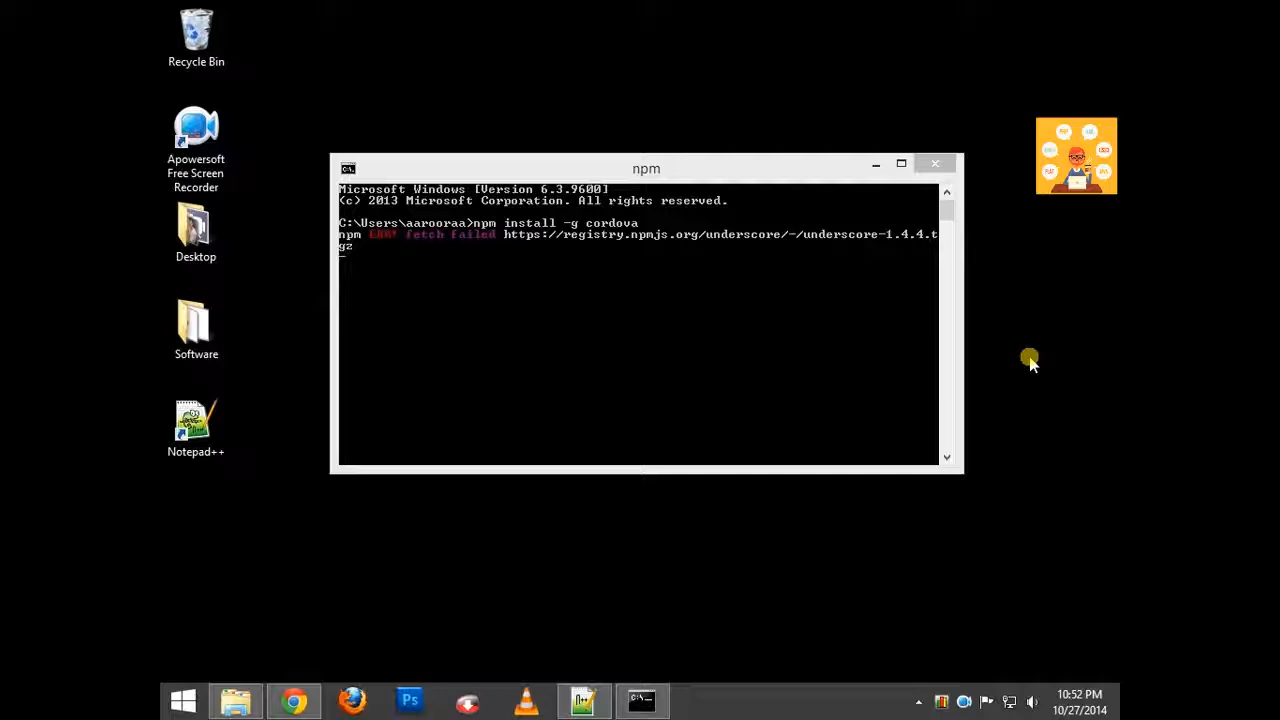 Recycle Bin
Apowersoft
Free Screen
Recorder
Desktop
Software
Notepad++
npm
Microsoft Windows [Version 6.3.9600]
(c) 2013 Microsoft Corporation. All rights reserved.
C:\Users\aarooraa>npm install -g cordova
npm ERR! fetch failed https://registry.npmjs.org/underscore/-/underscore-1.4.4.t
gz
Ps
10:52 PM
10/27/2014